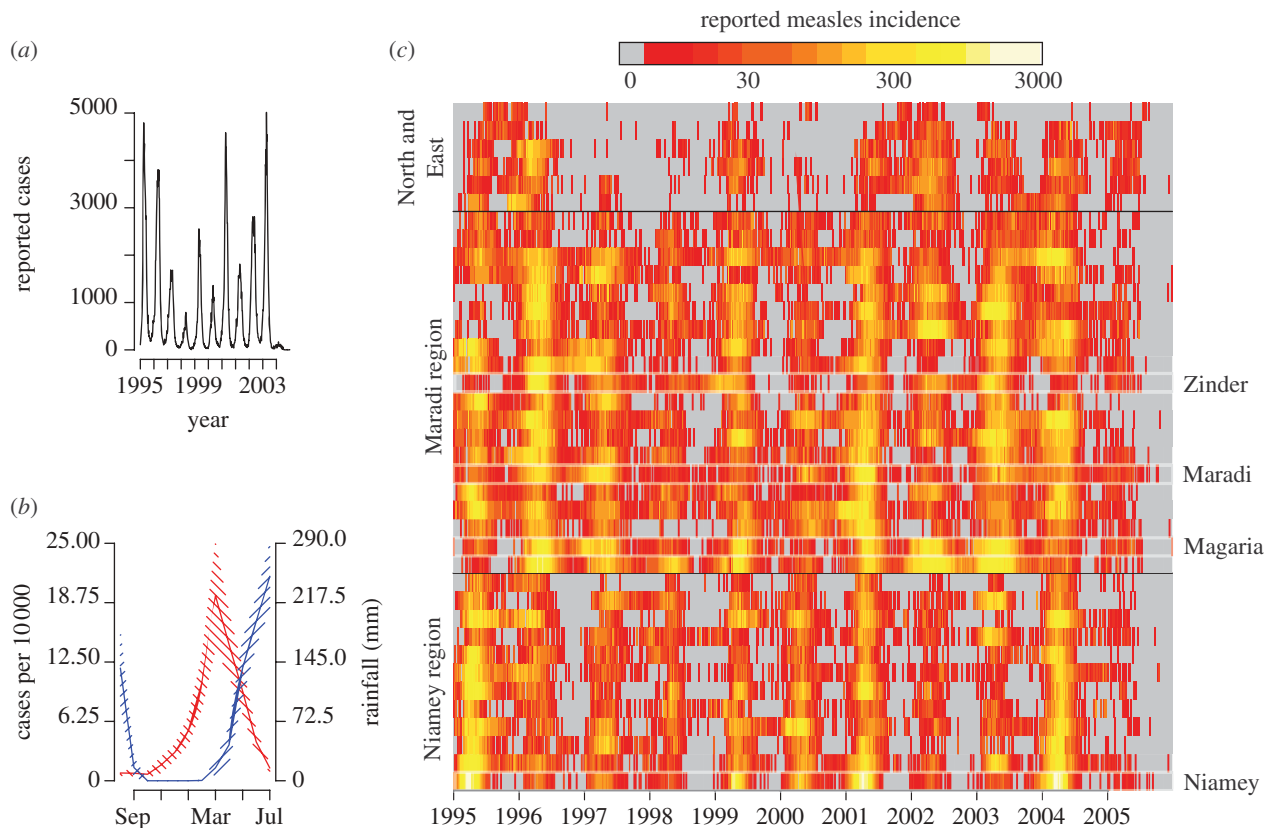 (a)
reported cases
5000
3000
1000
0
1995 1999 2003
year
(b)
cases per 10 000
25.00
18.75
12.50
6.25
0
290.0
217.5
145.0
72.5
0
rainfall (mm)
Sep Mar Jul
(c)
reported measles incidence
0 30 300 3000
North and
East
Maradi region
Niamey region
Zinder
Maradi
Magaria
Niamey
1995 1996 1997 1998 1999 2000 2001 2002 2003 2004 2005